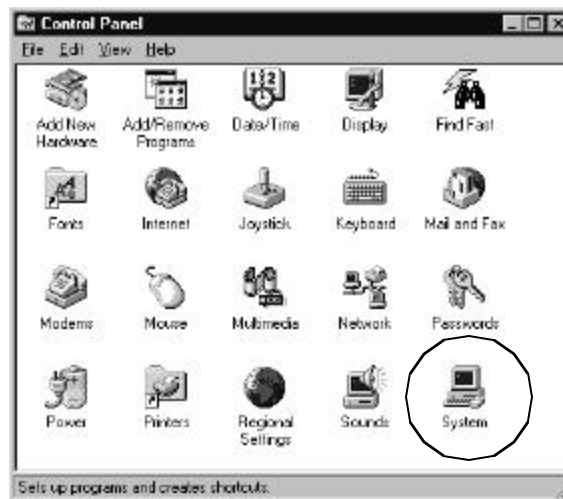 Control Panel
File Edit View Help
Add New Hardware
Add/Remove Programs
Date/Time
Display
Find Fast
Fonts
Internet
Joystick
Keyboard
Mail and Fax
Modems
Mouse
Multimedia
Network
Passwords
Power
Printers
Regional Settings
Sounds
System
Sets up programs and creates shortcuts.